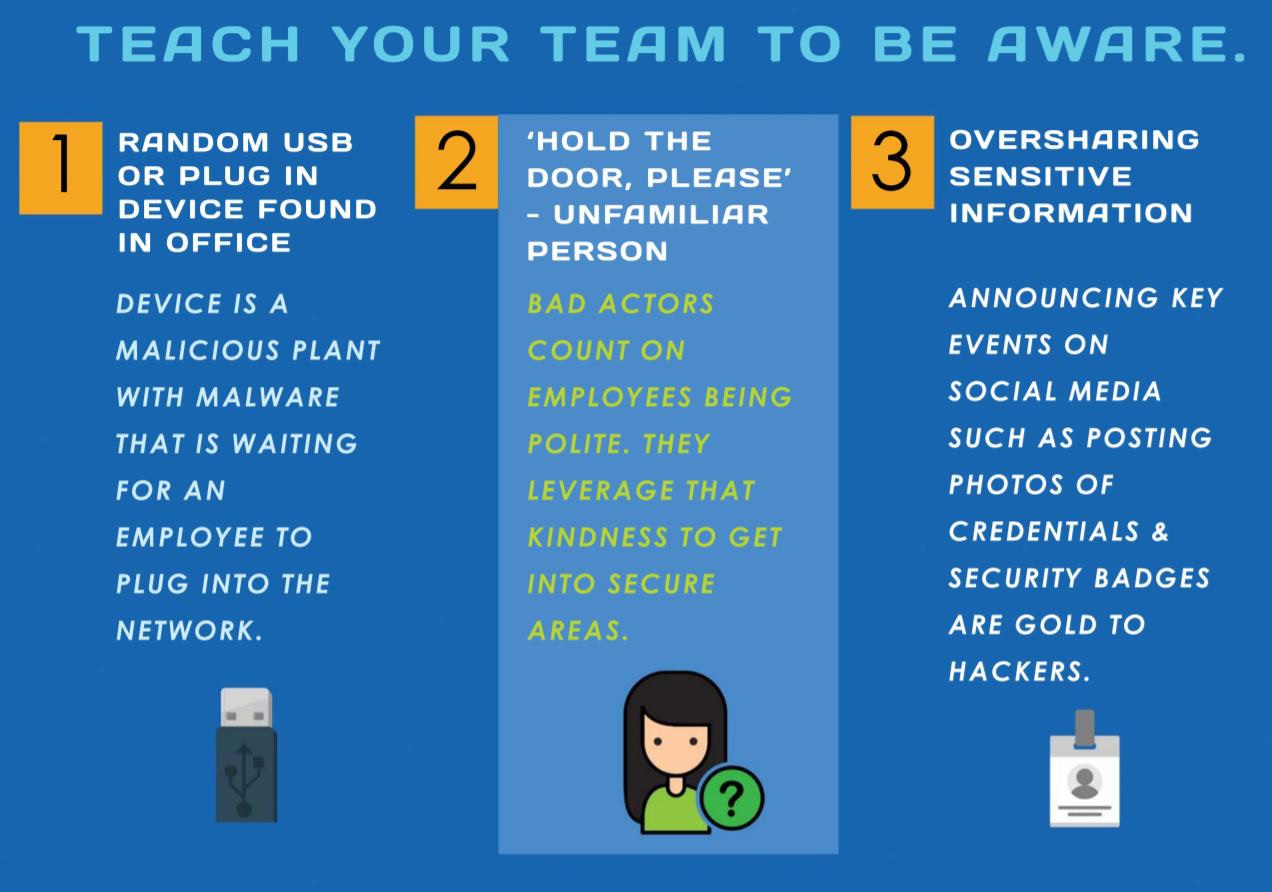 TEACH YOUR TEAM TO BE AWARE.
1
RANDOM USB
OR PLUG IN
DEVICE FOUND
IN OFFICE
DEVICE IS A
MALICIOUS PLANT
WITH MALWARE
THAT IS WAITING
FOR AN
EMPLOYEE TO
PLUG INTO THE
NETWORK.
2
‘HOLD THE
DOOR, PLEASE’
- UNFAMILIAR
PERSON
BAD ACTORS
COUNT ON
EMPLOYEES BEING
POLITE. THEY
LEVERAGE THAT
KINDNESS TO GET
INTO SECURE
AREAS.
?
3
OVERSHARING
SENSITIVE
INFORMATION
ANNOUNCING KEY
EVENTS ON
SOCIAL MEDIA
SUCH AS POSTING
PHOTOS OF
CREDENTIALS &
SECURITY BADGES
ARE GOLD TO
HACKERS.